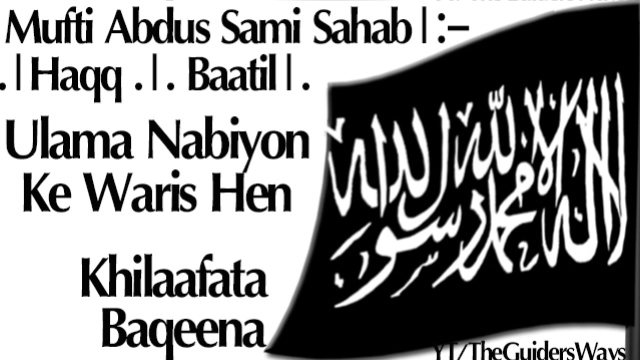 Mufti Abdus Sami Sahab|:–
.|Haqq .|. Baatil|.
Ulama Nabiyon
Ke Waris Hen
لا إله إلا الله محمد رسول الله
Khilaafata
Baqeena
YT/TheGuidersWays